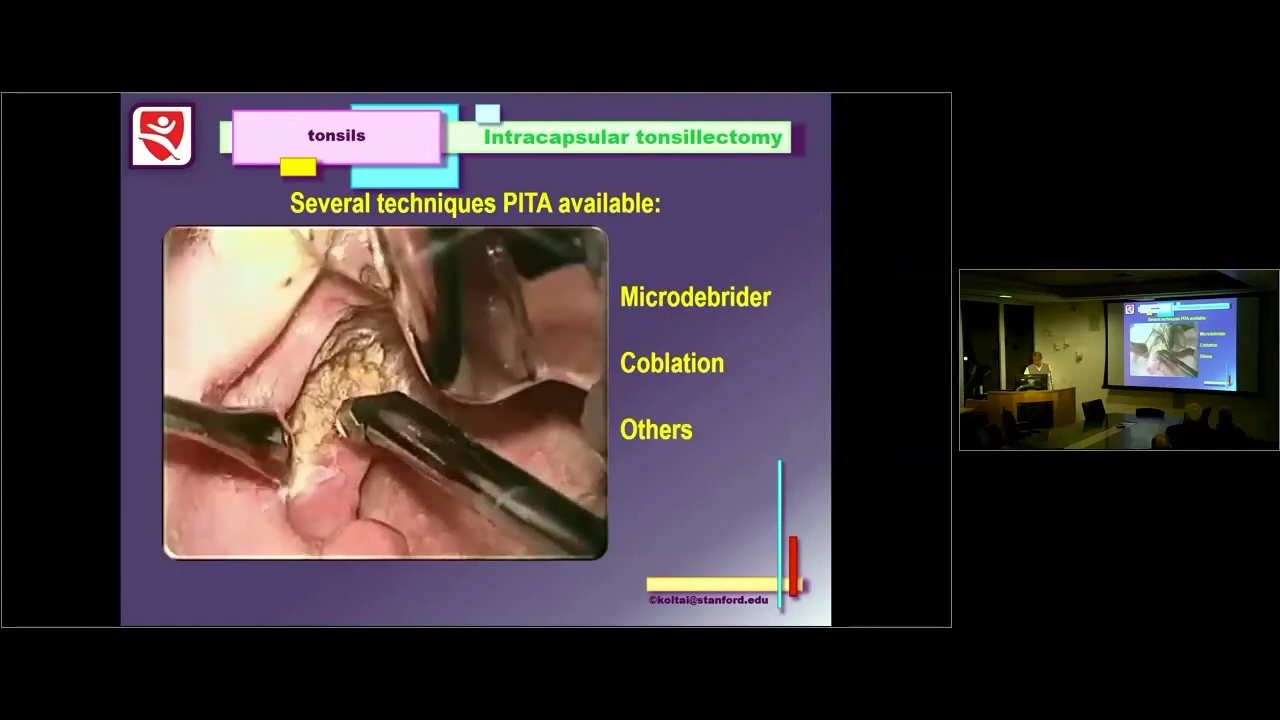 tonsils
Intracapsular tonsillectomy
Several techniques PITA available:
Microdebrider
Coblation
Others
©koltai@stanford.edu